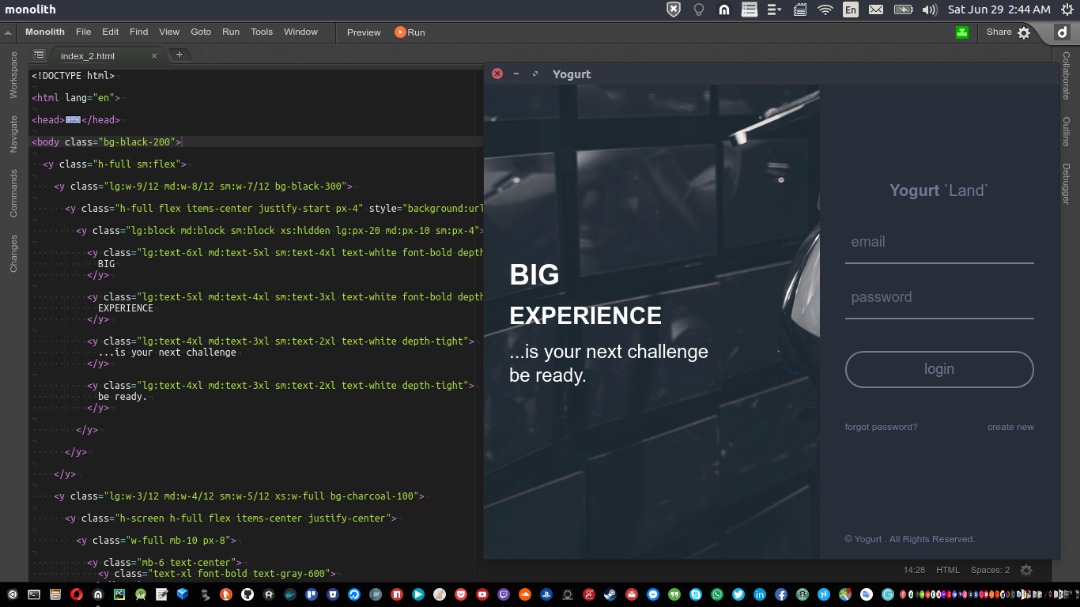 monolith
En
Sat Jun 29 2:44 AM
Monolith File Edit Find View Goto Run Tools Window Preview Run Share
Workspace
Navigate
Commands
Changes
index_2.html
<!DOCTYPE html>
<html lang="en">
<head></head>
<body class="bg-black-200">
<y class="h-full sm:flex">
<y class="lg:w-9/12 md:w-8/12 sm:w-7/12 bg-black-300">
<y class="h-full flex items-center justify-start px-4" style="background:url
<y class="lg:block md:block sm:block xs:hidden lg:px-20 md:px-10 sm:px-4">
<y class="lg:text-6xl md:text-5xl sm:text-4xl text-white font-bold depth
BIG
</y>
<y class="lg:text-5xl md:text-4xl sm:text-3xl text-white font-bold depth
EXPERIENCE
</y>
<y class="lg:text-4xl md:text-3xl sm:text-2xl text-white depth-tight">
...is your next challenge
</y>
<y class="lg:text-4xl md:text-3xl sm:text-2xl text-white depth-tight">
be ready.
</y>
</y>
</y>
</y>
<y class="lg:w-3/12 md:w-4/12 sm:w-5/12 xs:w-full bg-charcoal-100">
<y class="h-screen h-full flex items-center justify-center">
<y class="w-full mb-10 px-8">
<y class="mb-6 text-center">
<y class="text-xl font-bold text-gray-600">
Yogurt
BIG
EXPERIENCE
...is your next challenge
be ready.
Yogurt `Land`
email
password
login
forgot password?
create new
© Yogurt . All Rights Reserved.
Collaborate
Outline
Debugger
14:28 HTML Spaces: 2